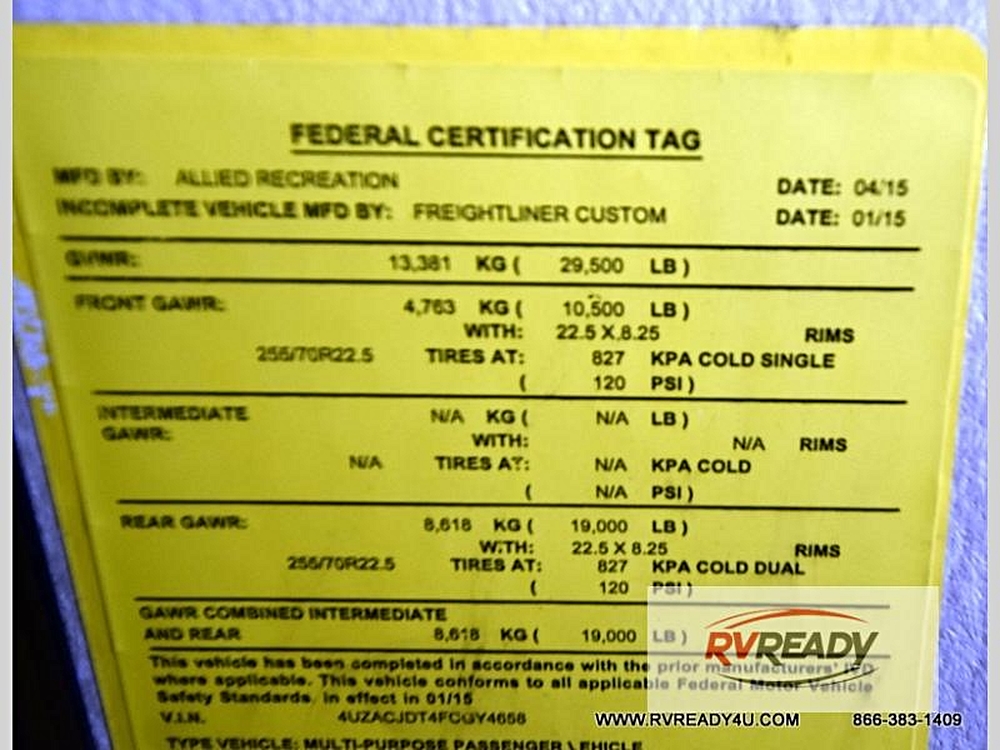 FEDERAL CERTIFICATION TAG
MFD BY: ALLIED RECREATION DATE: 04/15
INCOMPLETE VEHICLE MFD BY: FREIGHTLINER CUSTOM DATE: 01/15
GVWR: 13,381 KG ( 29,500 LB )
FRONT GAWR: 4,763 KG ( 10,500 LB )
WITH: 22.5 X 8.25 RIMS
255/70R22.5 TIRES AT: 827 KPA COLD SINGLE
( 120 PSI )
INTERMEDIATE N/A KG ( N/A LB )
GAWR: WITH: N/A RIMS
N/A TIRES AT: N/A KPA COLD
( N/A PSI )
REAR GAWR: 8,618 KG ( 19,000 LB )
WITH: 22.5 X 8.25 RIMS
255/70R22.5 TIRES AT: 827 KPA COLD DUAL
( 120 PSI )
GAWR COMBINED INTERMEDIATE
AND REAR 8,618 KG ( 19,000 LB )
This vehicle has been completed in accordance with the prior manufacturers' IVD
where applicable. This vehicle conforms to all applicable Federal Motor Vehicle
Safety Standards, in effect in 01/15
V.I.N. 4UZACJDT4FCGY4658
TYPE VEHICLE: MULTI-PURPOSE PASSENGER VEHICLE
RVREADY
WWW.RVREADY4U.COM 866-383-1409